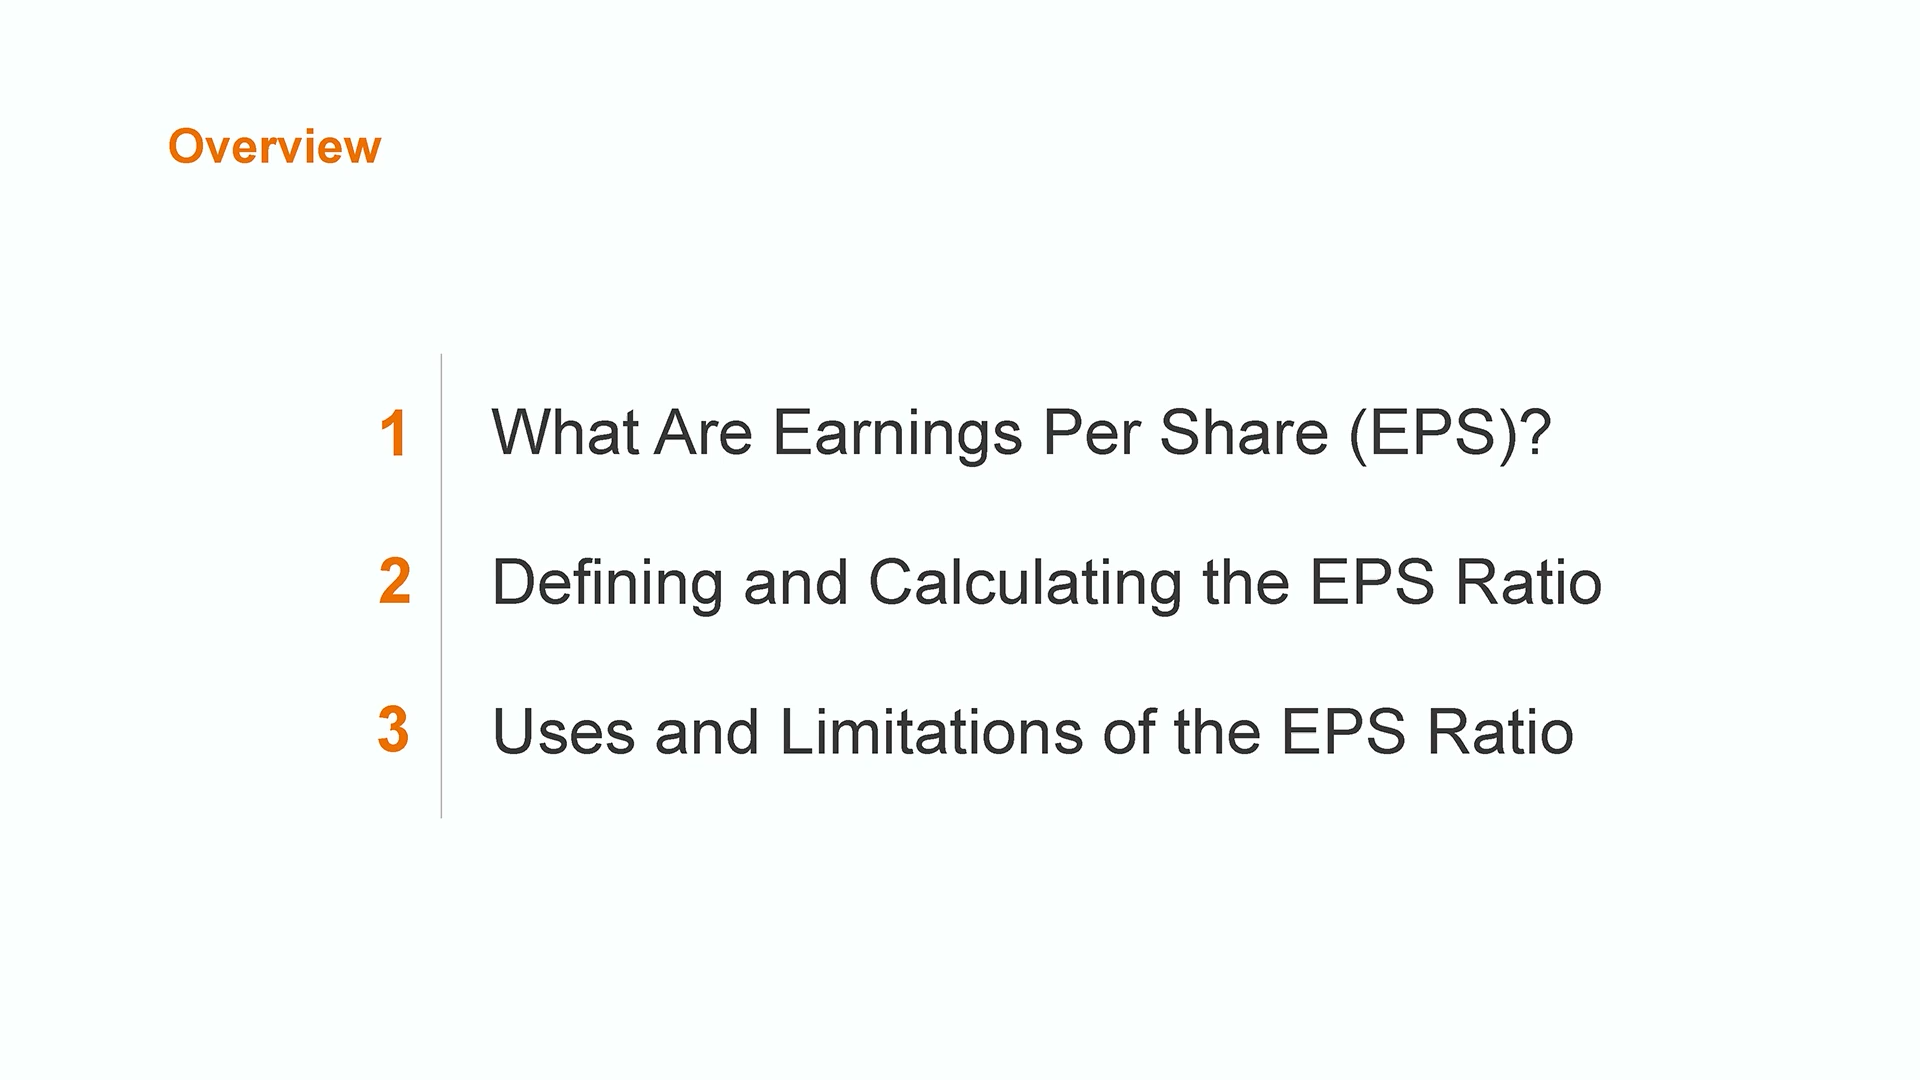 Overview
1 What Are Earnings Per Share (EPS)?
2 Defining and Calculating the EPS Ratio
3 Uses and Limitations of the EPS Ratio